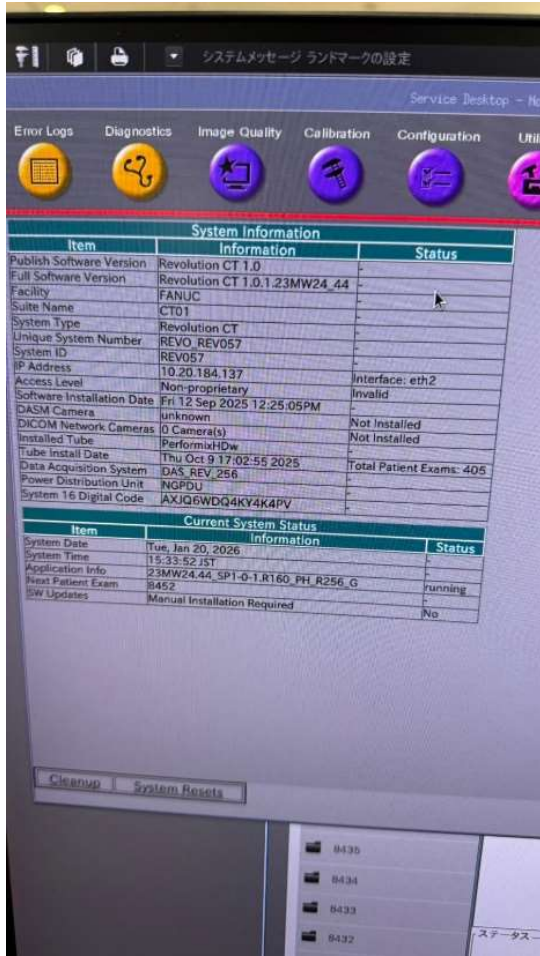 システムメッセージ ランドマークの設定
Service Desktop - No
Error Logs Diagnostics Image Quality Calibration Configuration Util
System Information
Item Information Status
Publish Software Version Revolution CT 1.0 -
Full Software Version Revolution CT 1.0.1.23MW24_44 -
Facility FANUC -
Suite Name CT01 -
System Type Revolution CT -
Unique System Number REVO_REV057 -
System ID REV057 -
IP Address 10.20.184.137 Interface: eth2
Access Level Non-proprietary Invalid
Software Installation Date Fri 12 Sep 2025 12:25:05PM -
DASM Camera unknown Not Installed
DICOM Network Cameras 0 Camera(s) Not Installed
Installed Tube PerformixHDw -
Tube Install Date Thu Oct 9 17:02:55 2025 Total Patient Exams: 405
Data Acquisition System DAS_REV_256 -
Power Distribution Unit NGPDU -
System 16 Digital Code AXJQ6WDQ4KY4K4PV -
Current System Status
Item Information Status
System Date Tue, Jan 20, 2026 -
System Time 15:33:52 JST -
Application Info 23MW24.44_SP1-0-1.R160_PH_R256_G running
Next Patient Exam 8452 -
SW Updates Manual Installation Required No
Cleanup System Resets
8435
8434
8433
8432
ステータス